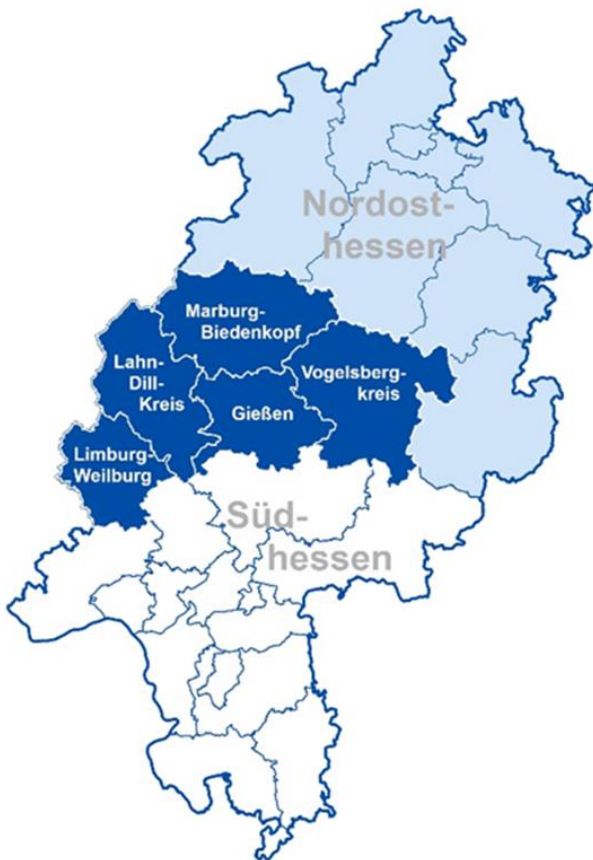 Nordost-
hessen
Marburg-
Biedenkopf
Lahn-
Dill-
Kreis
Vogelsberg-
kreis
Gießen
Limburg-
Weilburg
Süd-
hessen